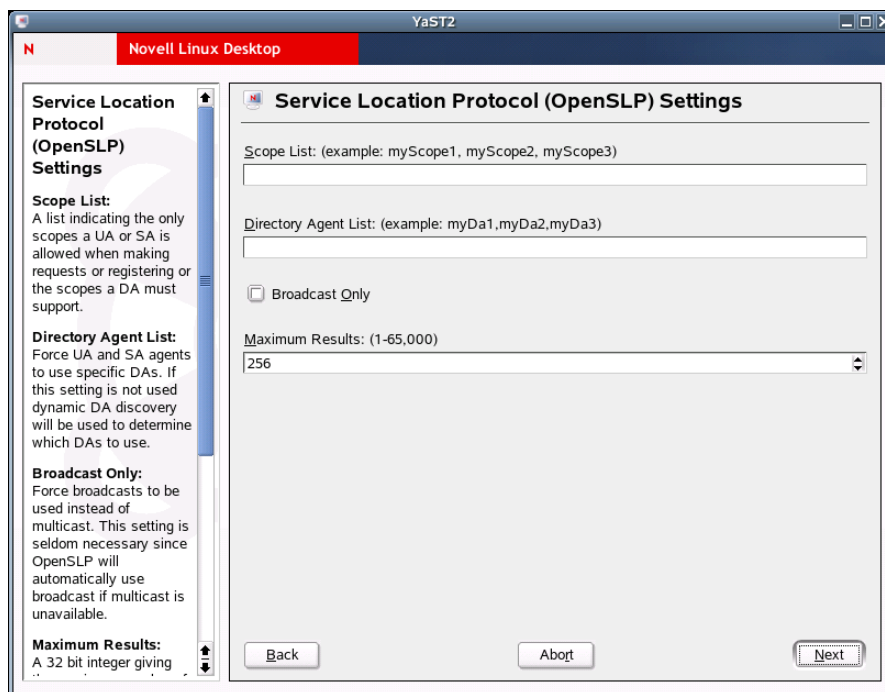 YaST2
N Novell Linux Desktop
Service Location
Protocol
(OpenSLP)
Settings
Scope List:
A list indicating the only
scopes a UA or SA is
allowed when making
requests or registering or
the scopes a DA must
support.
Directory Agent List:
Force UA and SA agents
to use specific DAs. If
this setting is not used
dynamic DA discovery
will be used to determine
which DAs to use.
Broadcast Only:
Force broadcasts to be
used instead of
multicast. This setting is
seldom necessary since
OpenSLP will
automatically use
broadcast if multicast is
unavailable.
Maximum Results:
A 32 bit integer giving
Service Location Protocol (OpenSLP) Settings
Scope List: (example: myScope1, myScope2, myScope3)
Directory Agent List: (example: myDa1,myDa2,myDa3)
Broadcast Only
Maximum Results: (1-65,000)
256
Back
Abort
Next